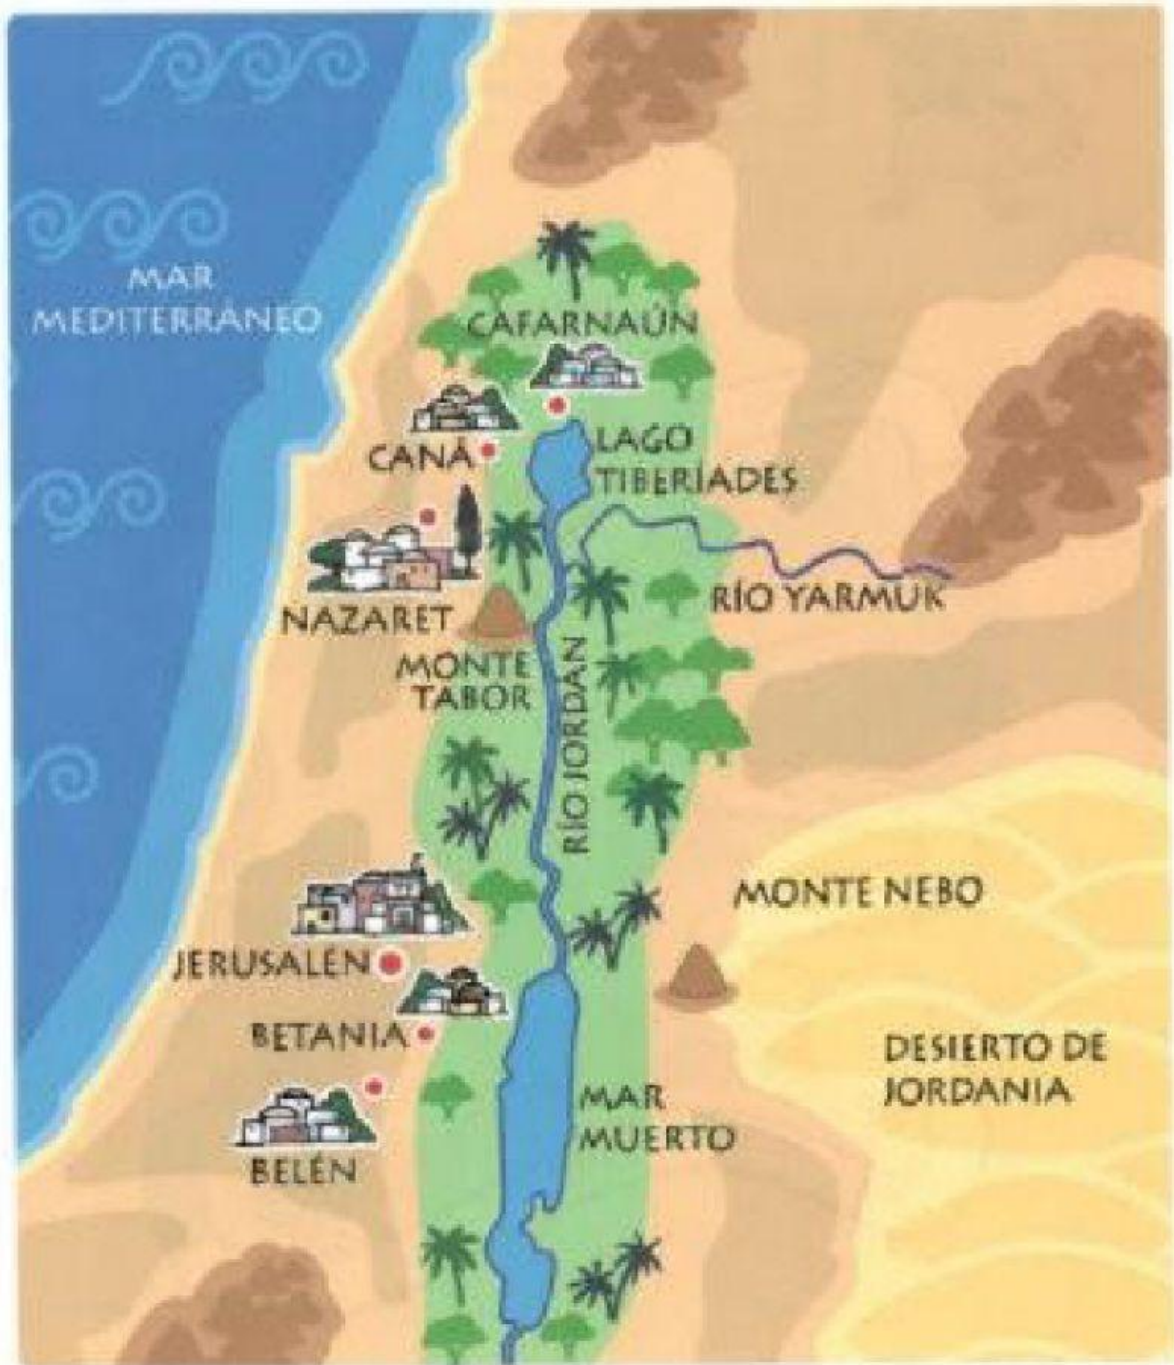 MAR
MEDITERRÁNEO
CAFARNAÚN
CANÁ
LAGO
TIBERÍADES
NAZARET
RÍO YARMUK
MONTE
TABOR
RÍO JORDÁN
MONTE NEBO
JERUSALÉN
BETANIA
DESIERTO DE
JORDANIA
MAR
MUERTO
BELÉN